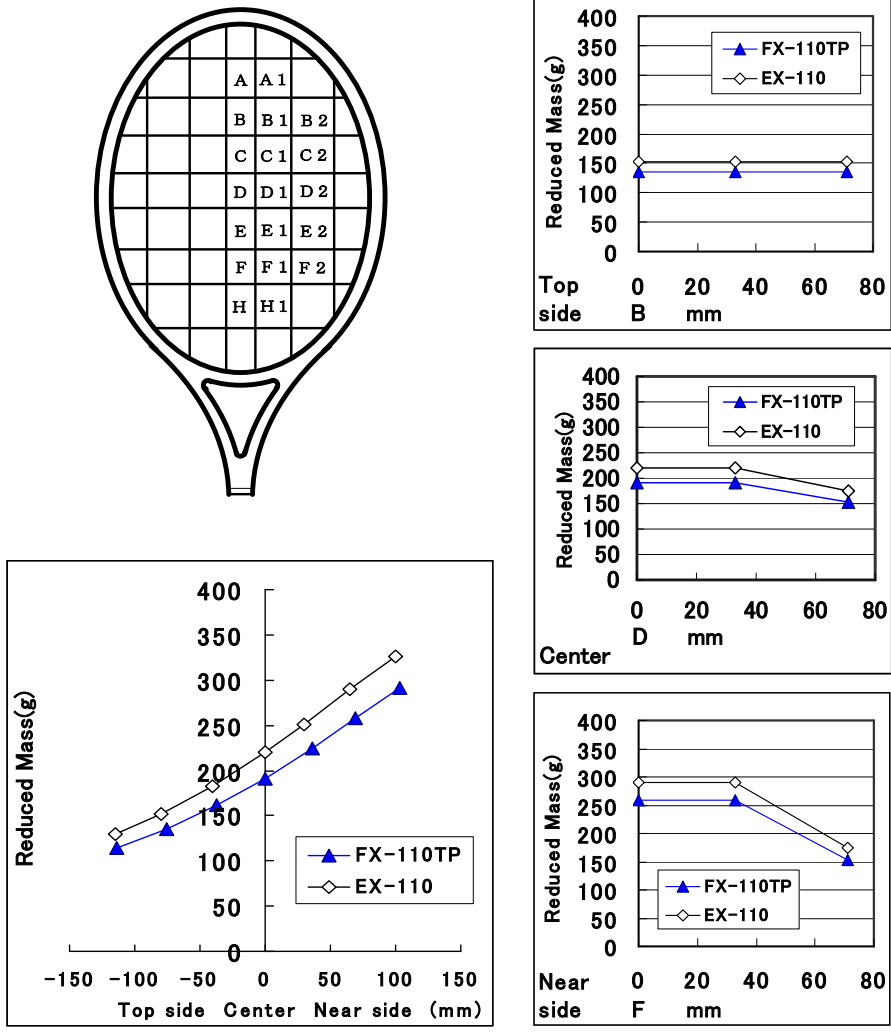 A A1
B B1 B2
C C1 C2
D D1 D2
E E1 E2
F F1 F2
H H1
400
350
300
250
200
150
100
50
0
Reduced Mass(g)
FX-110TP
EX-110
0 20 40 60 80
Top side B mm
400
350
300
250
200
150
100
50
0
Reduced Mass(g)
FX-110TP
EX-110
0 20 40 60 80
D mm
Center
400
350
300
250
200
150
100
50
0
Reduced Mass(g)
FX-110TP
EX-110
-150 -100 -50 0 50 100 150
Top side Center Near side (mm)
400
350
300
250
200
150
100
50
0
Reduced Mass(g)
FX-110TP
EX-110
0 20 40 60 80
Near side F mm